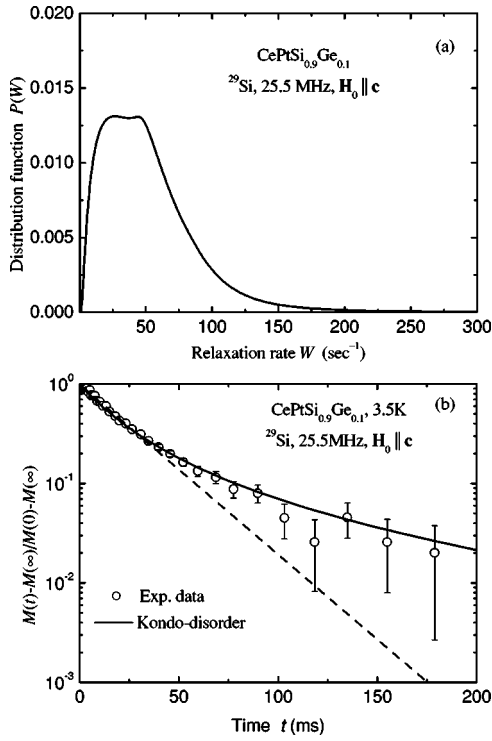 (a)
CePtSi₀.₉Ge₀.₁
²⁹Si, 25.5 MHz, H₀ ∥ c
Distribution function P(W)
0.020
0.015
0.010
0.005
0.000
50 100 150 200 250 300
Relaxation rate W (sec⁻¹)
(b)
CePtSi₀.₉Ge₀.₁, 3.5K
²⁹Si, 25.5MHz, H₀ ∥ c
M(t)-M(∞)/M(0)-M(∞)
10⁰
10⁻¹
10⁻²
10⁻³
Exp. data
Kondo-disorder
0 50 100 150 200
Time t (ms)